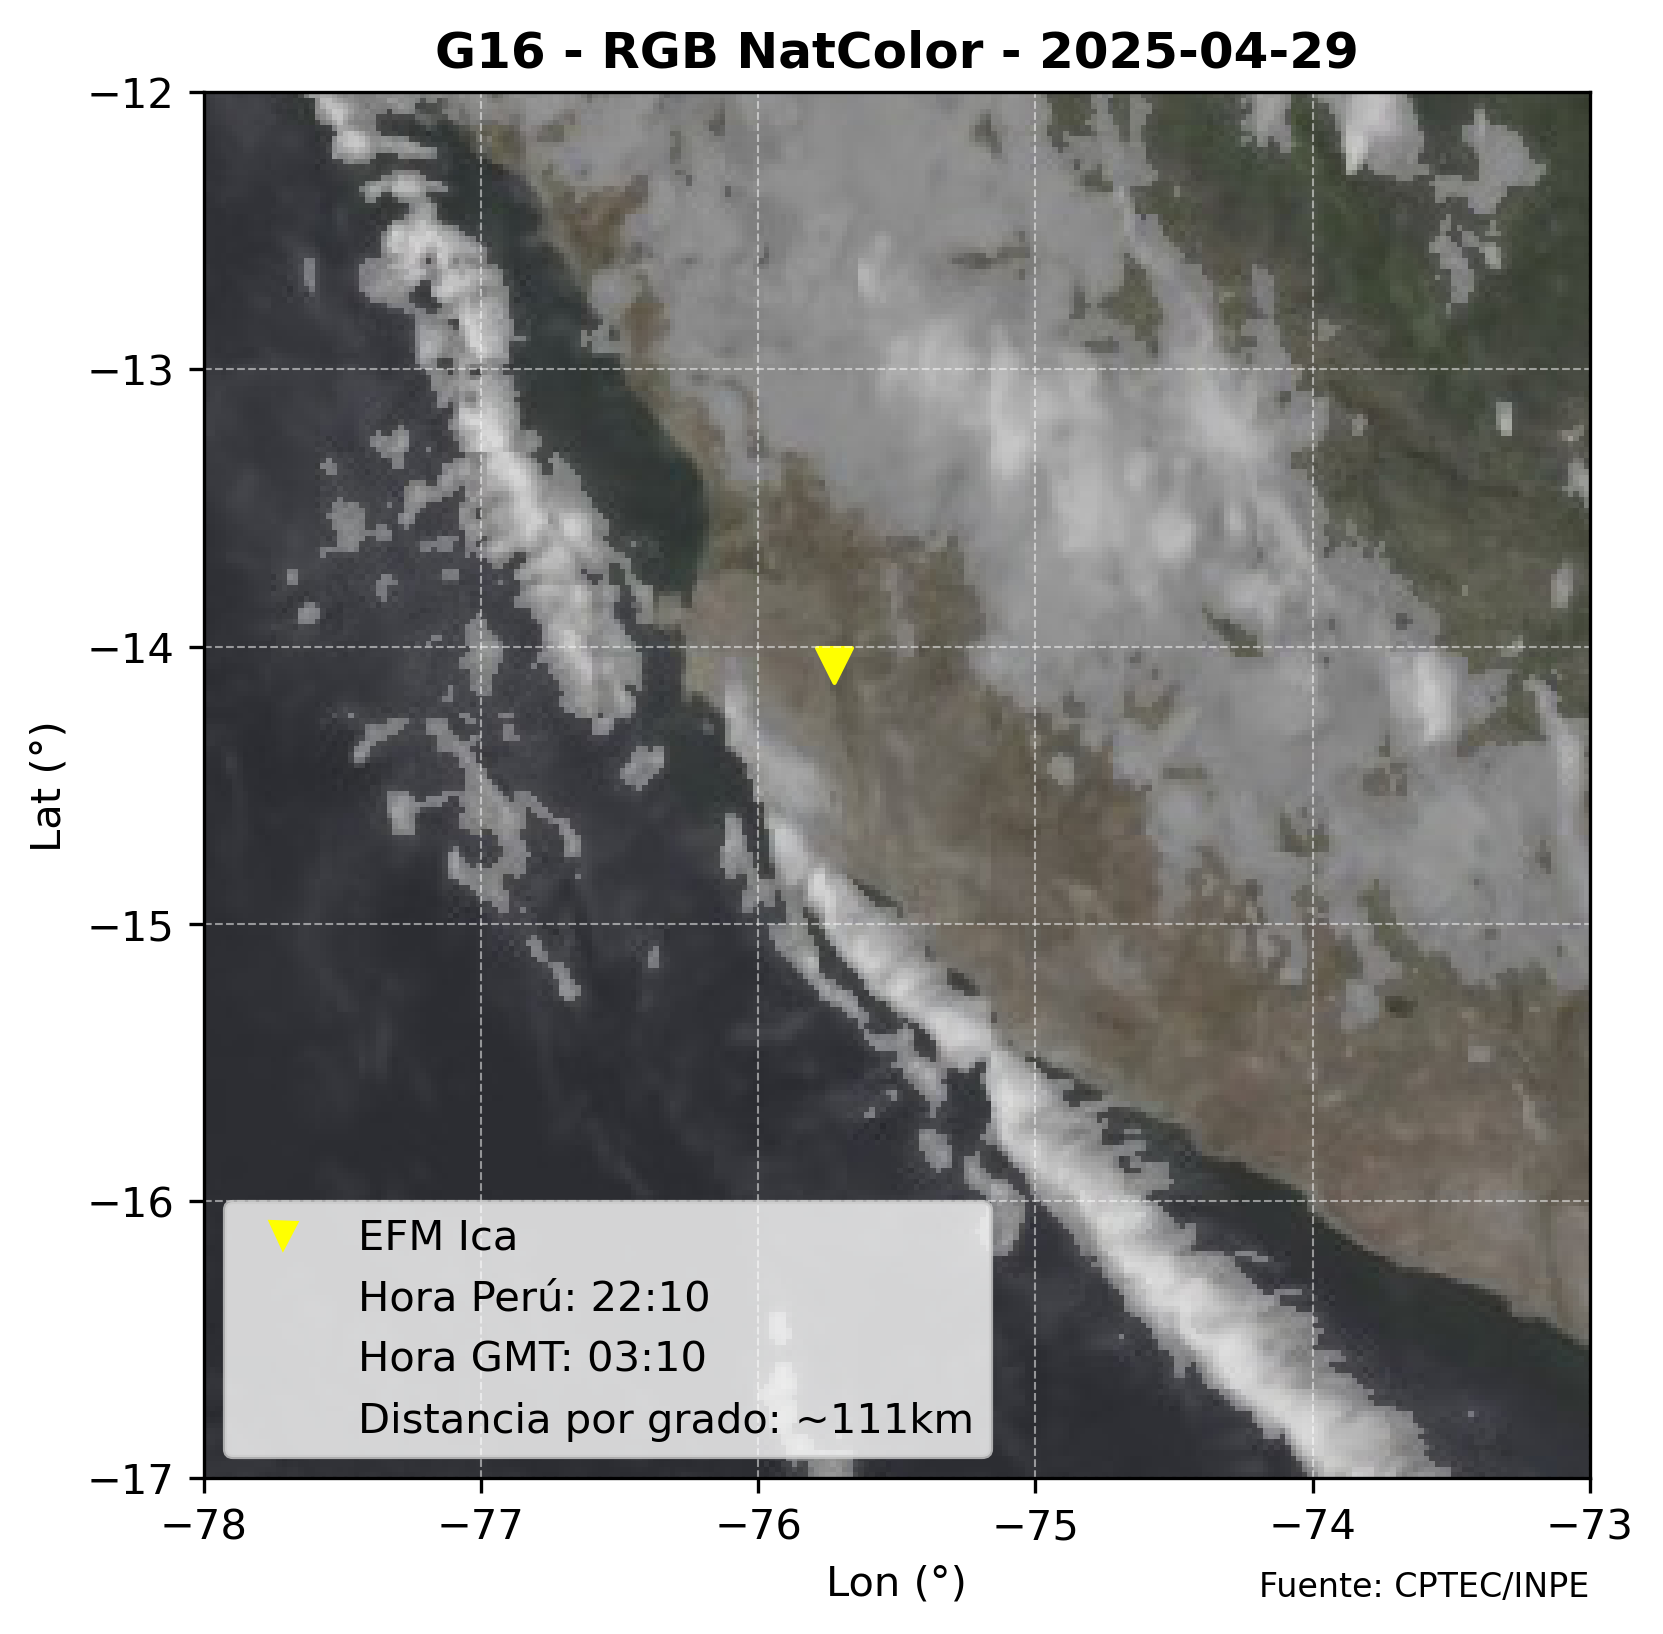 G16 - RGB NatColor - 2025-04-29
−12
−13
−14
−15
−16
−17
Lat (°)
EFM Ica
Hora Perú: 22:10
Hora GMT: 03:10
Distancia por grado: ~111km
−78
−77
−76
−75
−74
−73
Lon (°)
Fuente: CPTEC/INPE